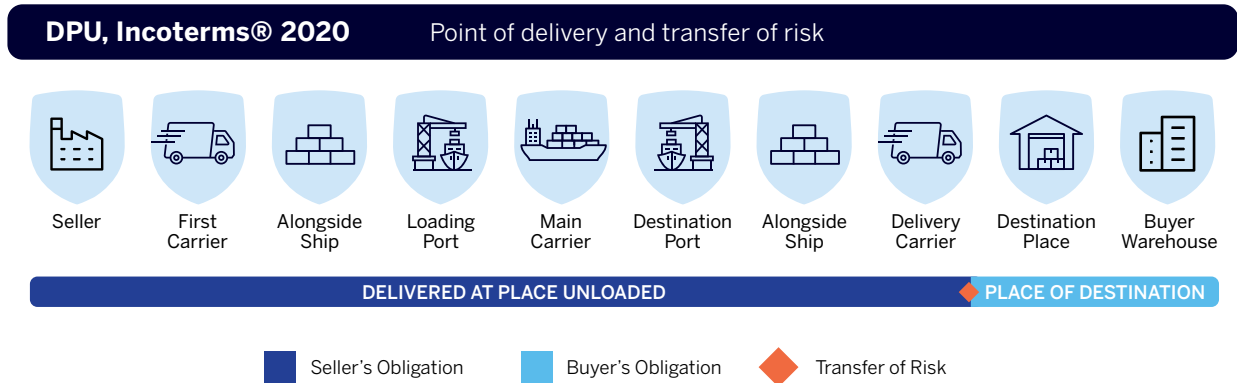 DPU, Incoterms® 2020
Point of delivery and transfer of risk
Seller
First
Carrier
Alongside
Ship
Loading
Port
Main
Carrier
Destination
Port
Alongside
Ship
Delivery
Carrier
Destination
Place
Buyer
Warehouse
DELIVERED AT PLACE UNLOADED
PLACE OF DESTINATION
Seller's Obligation
Buyer's Obligation
Transfer of Risk